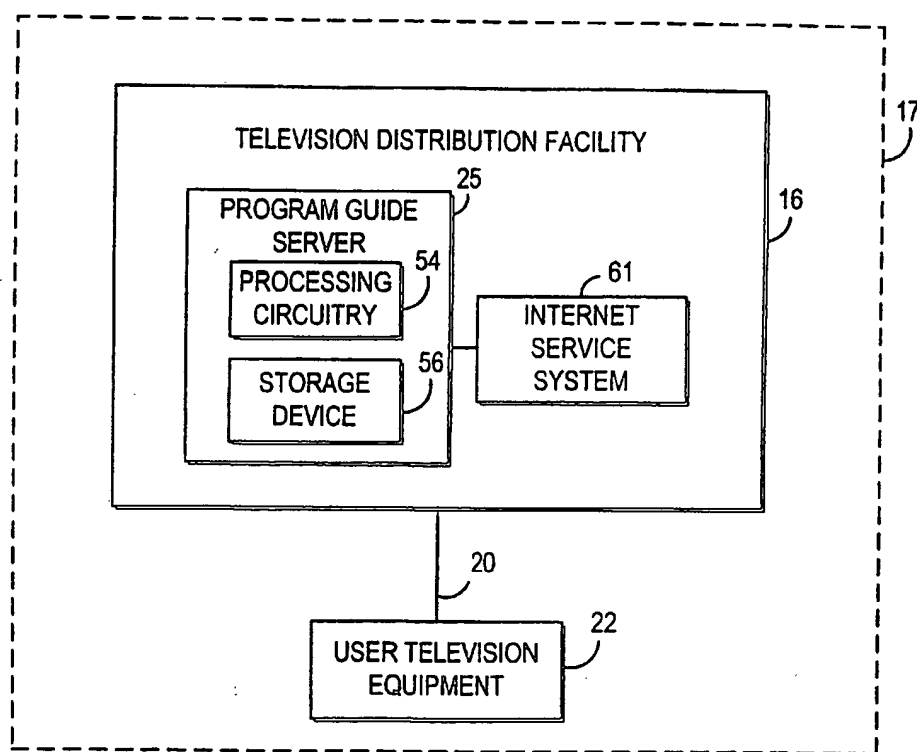 17
TELEVISION DISTRIBUTION FACILITY
16
25
PROGRAM GUIDE
SERVER
54
PROCESSING
CIRCUITRY
61
INTERNET
SERVICE
SYSTEM
56
STORAGE
DEVICE
20
22
USER TELEVISION
EQUIPMENT